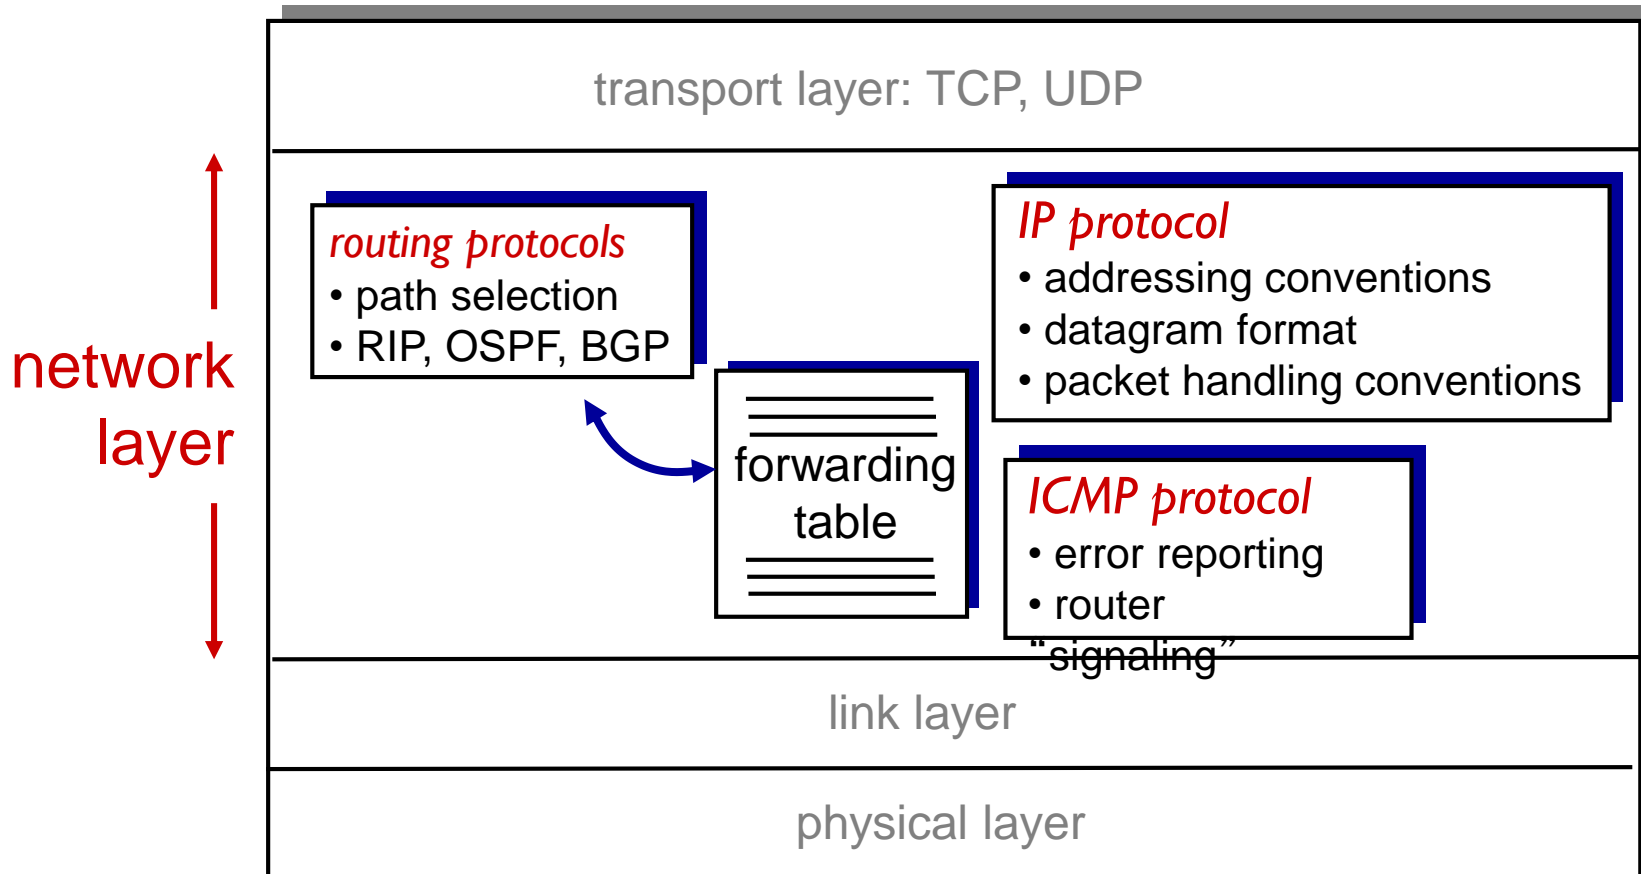 transport layer: TCP, UDP
network
layer
routing protocols
• path selection
• RIP, OSPF, BGP
forwarding
table
IP protocol
• addressing conventions
• datagram format
• packet handling conventions
ICMP protocol
• error reporting
• router
“signaling”
link layer
physical layer